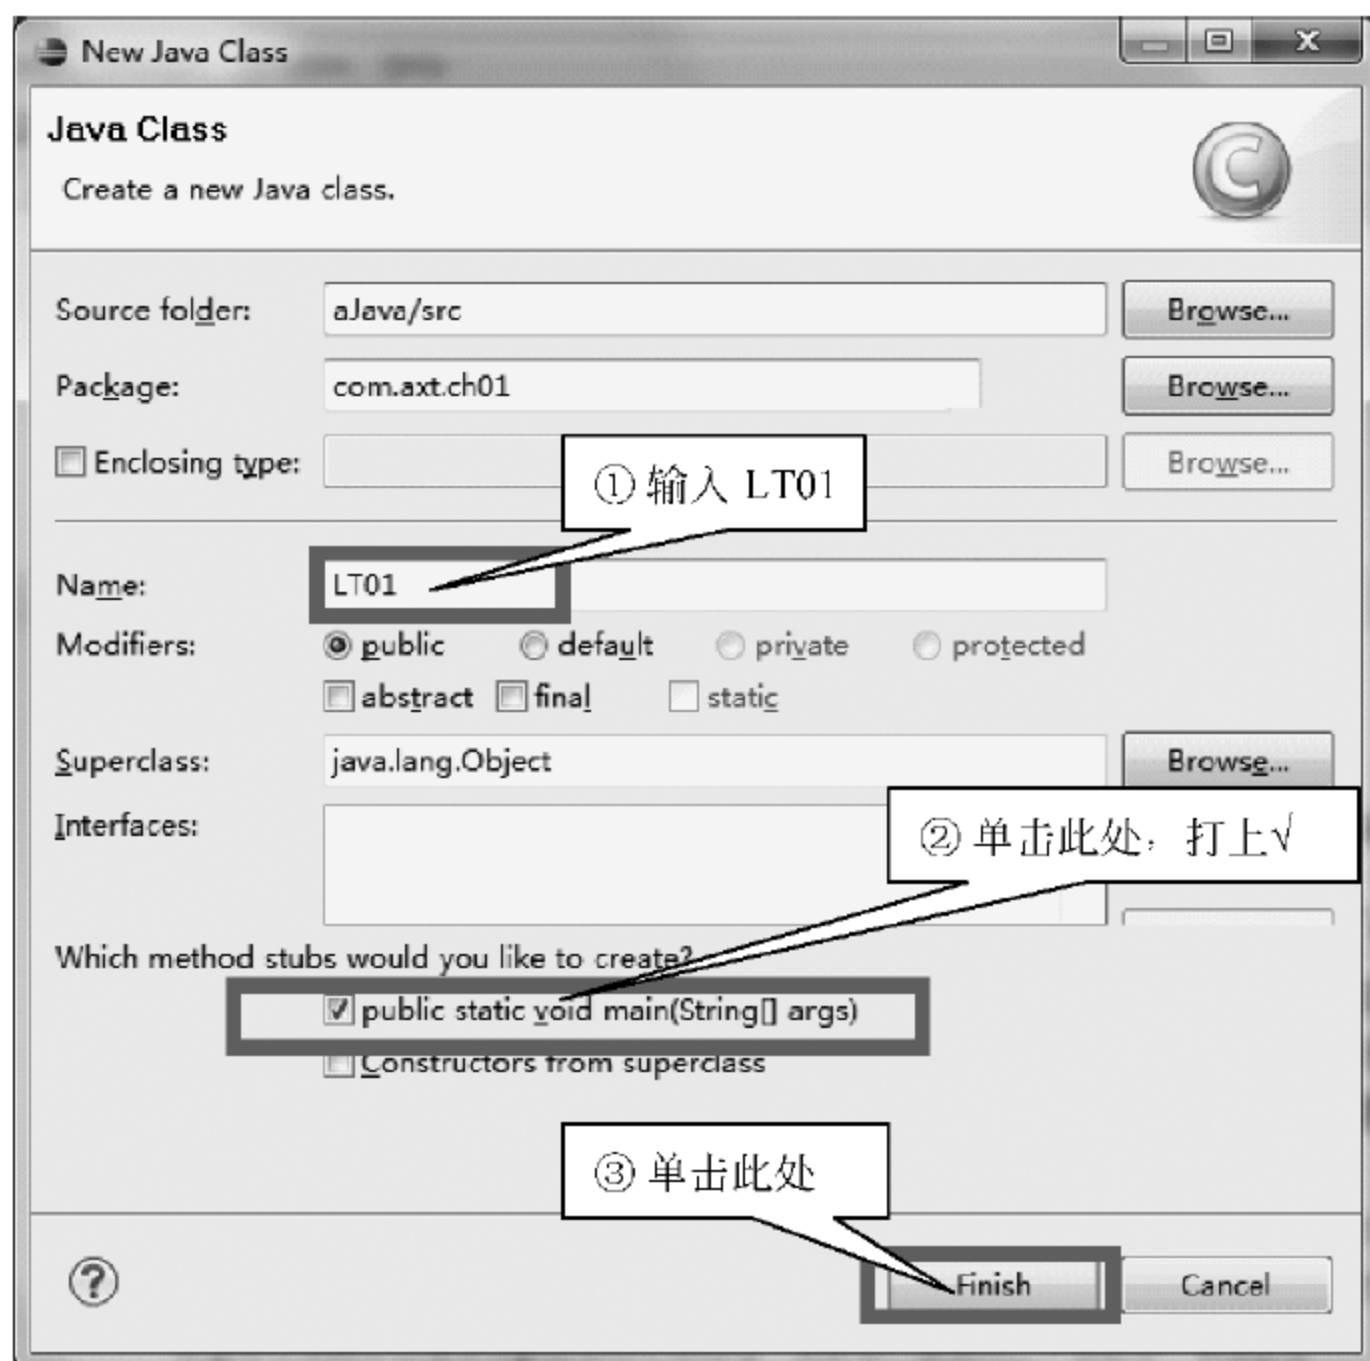 New Java Class
Java Class
Create a new Java class.
Source folder: aJava/src Browse...
Package: com.axt.ch01 Browse...
Enclosing type: Browse...
① 输入 LT01
Name: LT01
Modifiers: public default private protected
abstract final static
Superclass: java.lang.Object Browse...
Interfaces:
② 单击此处，打上√
Which method stubs would you like to create?
public static void main(String[] args)
Constructors from superclass
③ 单击此处
Finish Cancel